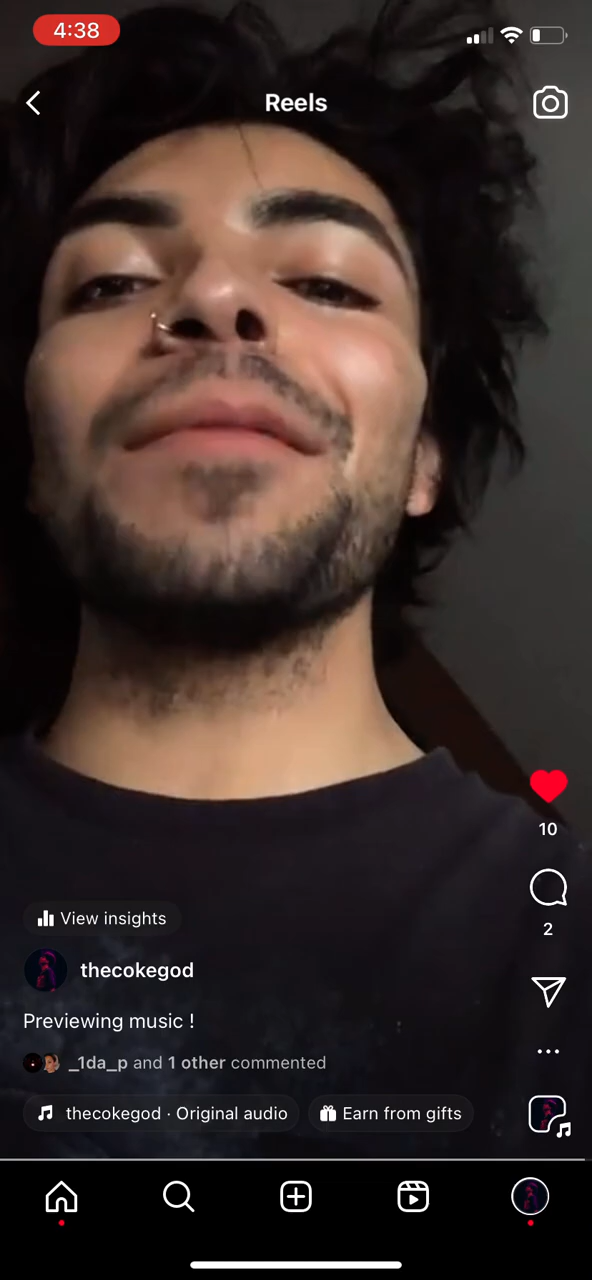 4:38
Reels
10
2
View insights
thecokegod
Previewing music !
_1da_p and 1 other commented
thecokegod · Original audio
Earn from gifts